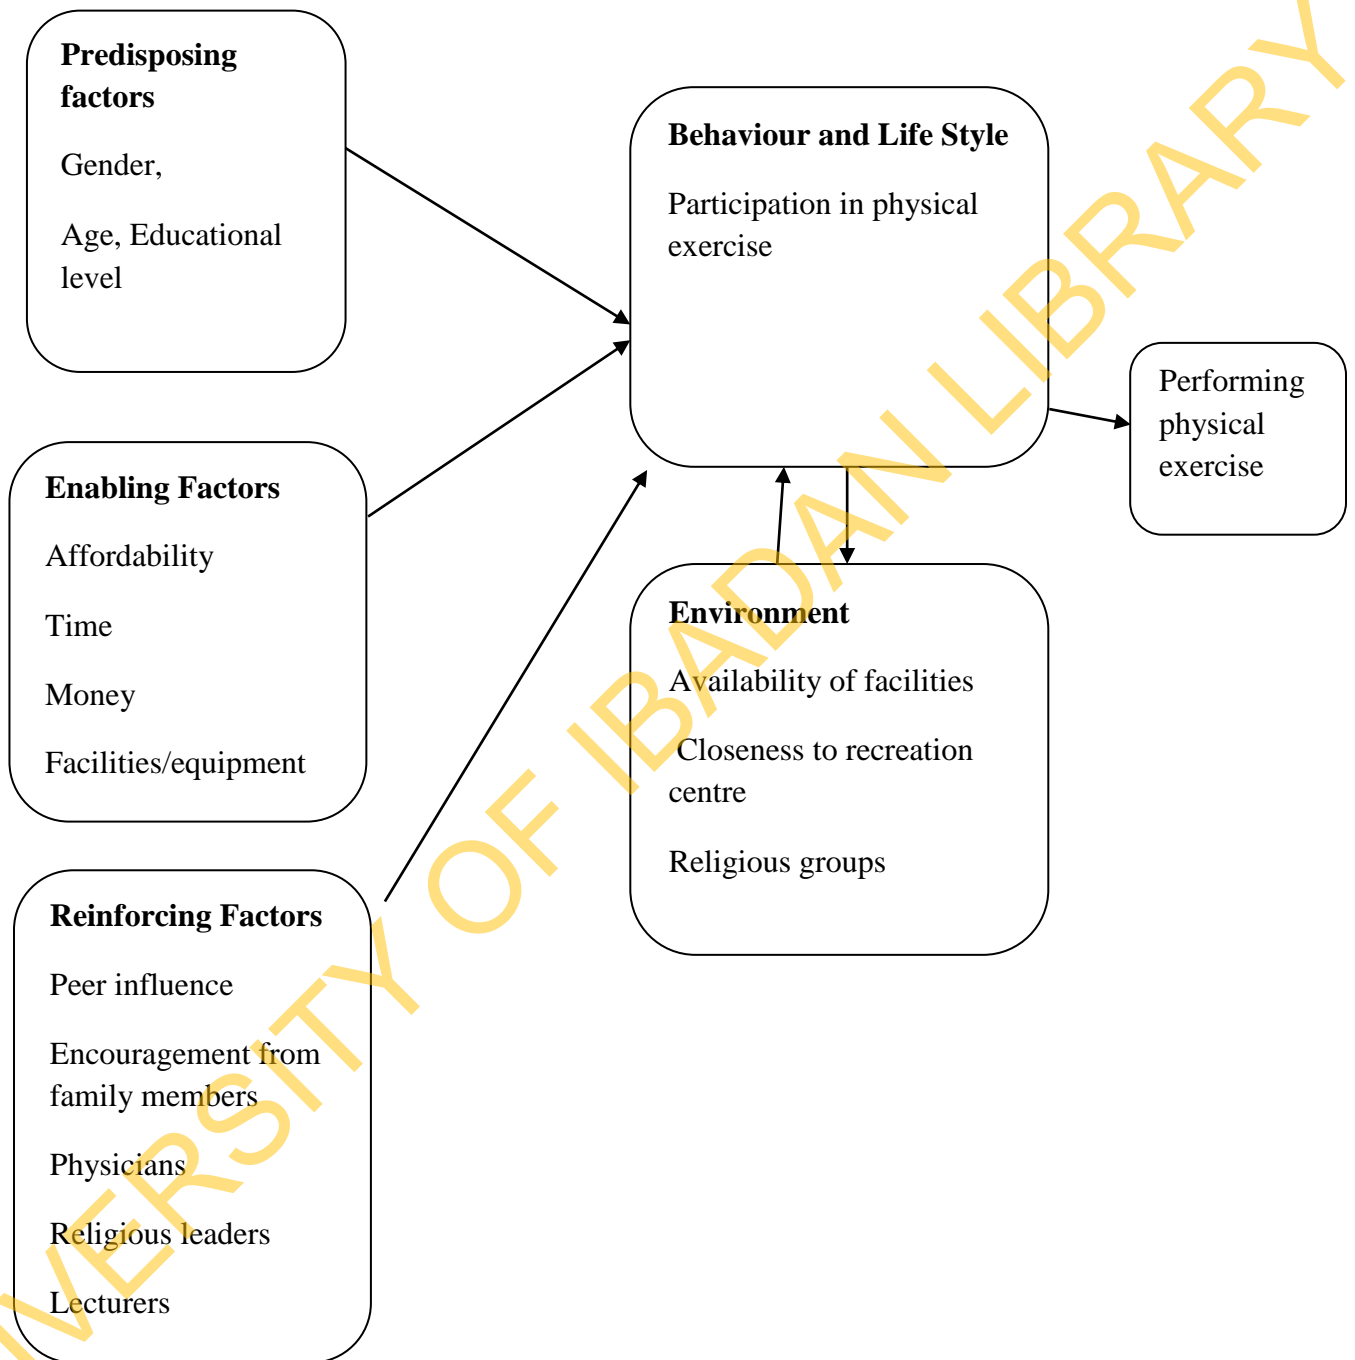 Predisposing
factors
Gender,
Age, Educational
level
Enabling Factors
Affordability
Time
Money
Facilities/equipment
Reinforcing Factors
Peer influence
Encouragement from
family members
Physicians
Religious leaders
Lecturers
Behaviour and Life Style
Participation in physical
exercise
Environment
Availability of facilities
Closeness to recreation
centre
Religious groups
Performing
physical
exercise
IVERSITY OF IBADAN LIBRARY